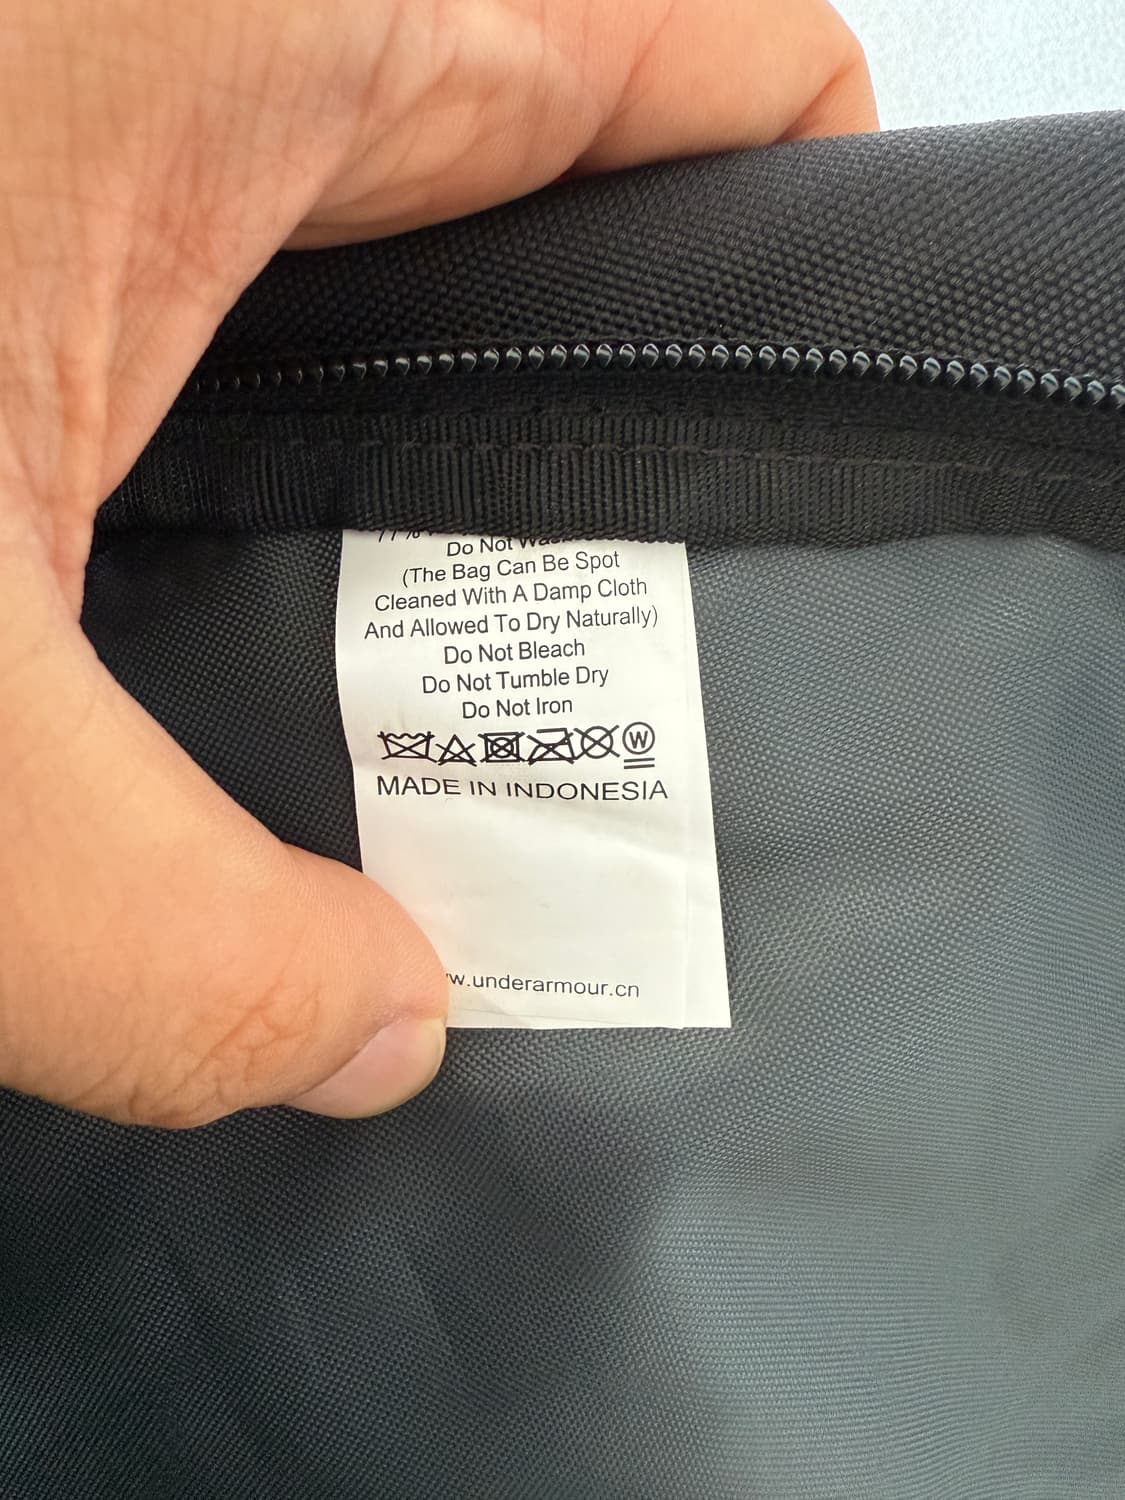 Do Not
(The Bag Can Be Spot
Cleaned With A Damp Cloth
And Allowed To Dry Naturally)
Do Not Bleach
Do Not Tumble Dry
Do Not Iron
W
MADE IN INDONESIA
w.underarmour.cn